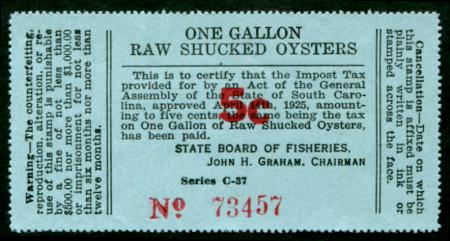 Warning—The counterfeiting,
reproduction, alteration, or re-
use of this stamp is punishable
by a fine of not less than
$500.00 nor more than $1,000.00
or imprisonment for not less
than six months nor more than
twelve months.
ONE GALLON
RAW SHUCKED OYSTERS
This is to certify that the Impost Tax
provided for by an Act of the General
Assembly of the State of South Caro-
lina, approved April 14th, 1925, amount-
ing to five cents, the same being the tax
on One Gallon of Raw Shucked Oysters,
has been paid.
5c
STATE BOARD OF FISHERIES.
JOHN H. GRAHAM, CHAIRMAN
Series C-37
No 73457
Cancellation—Date on which
this stamp is affixed must be
plainly written in ink or
stamped across the face.